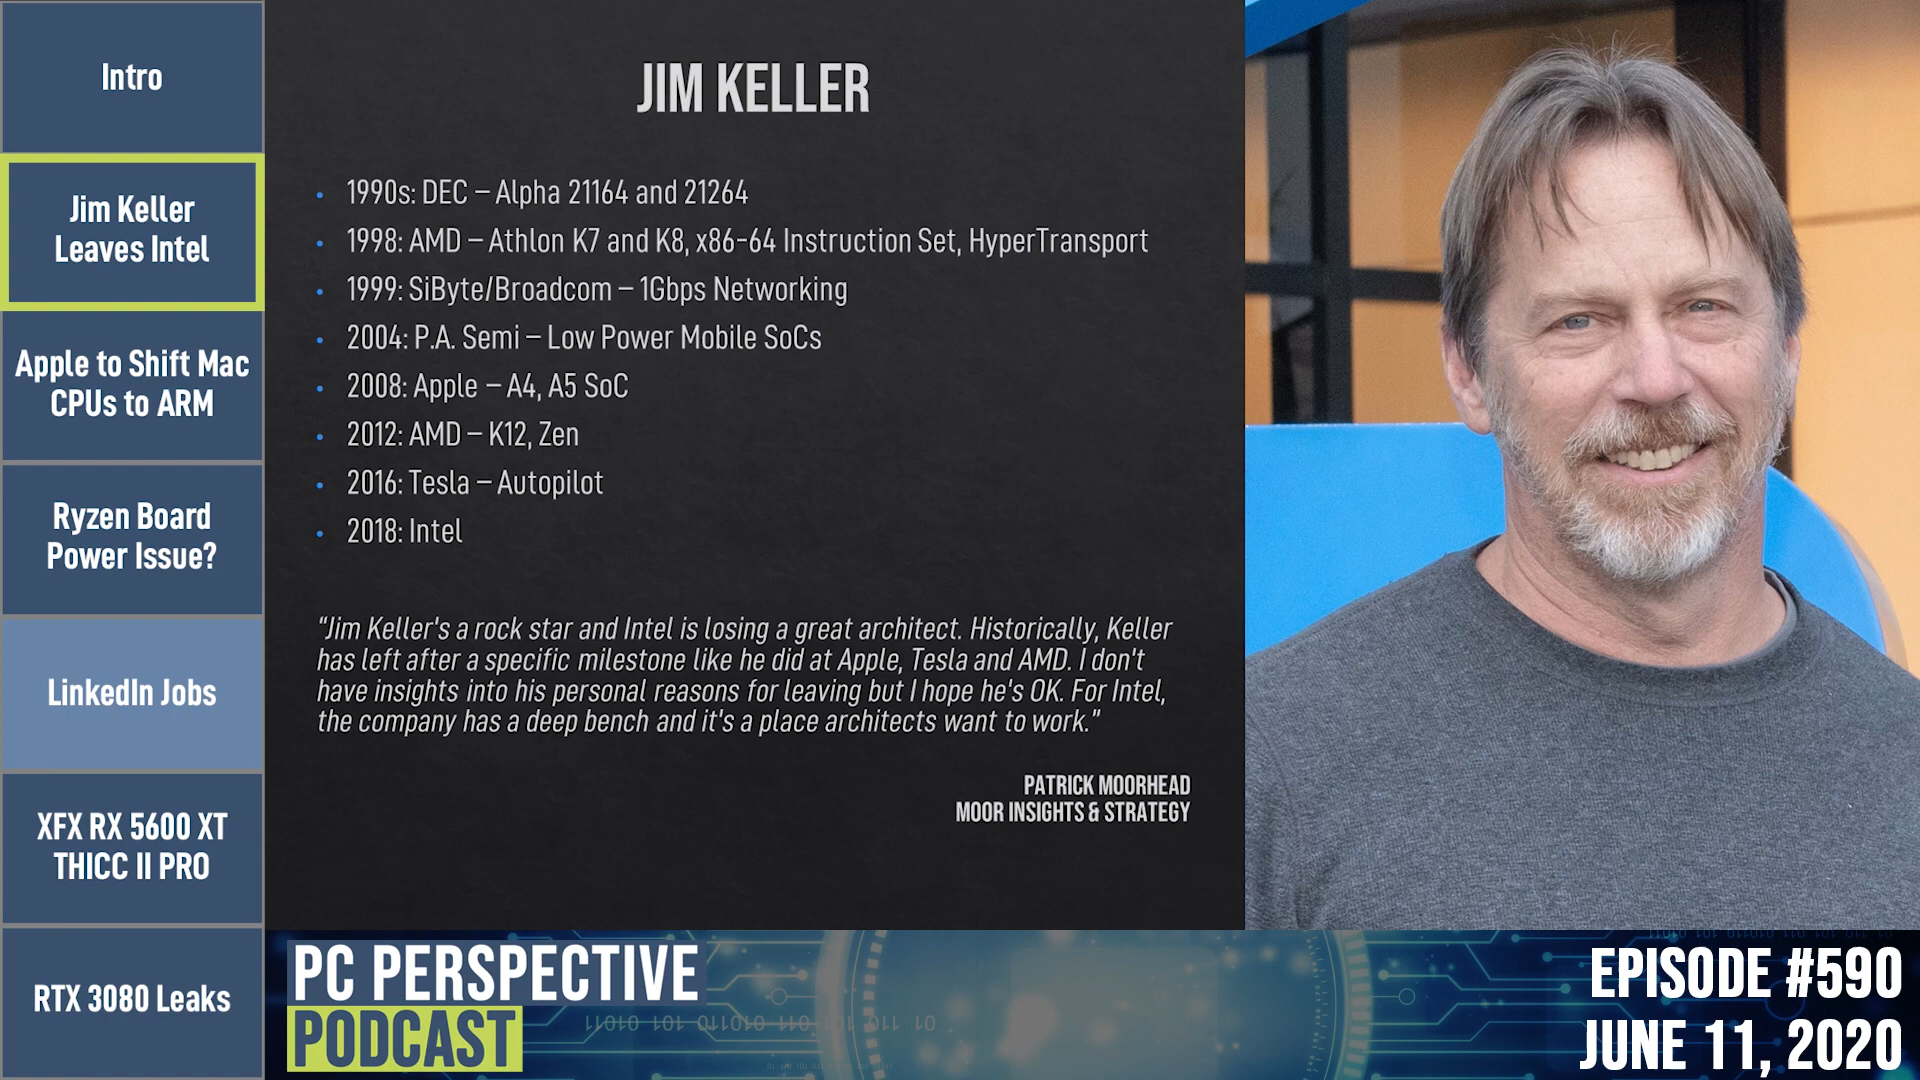 Intro
Jim Keller
Leaves Intel
Apple to Shift Mac
CPUs to ARM
Ryzen Board
Power Issue?
LinkedIn Jobs
XFX RX 5600 XT
THICC II PRO
RTX 3080 Leaks
JIM KELLER
• 1990s: DEC – Alpha 21164 and 21264
• 1998: AMD – Athlon K7 and K8, x86-64 Instruction Set, HyperTransport
• 1999: SiByte/Broadcom – 1Gbps Networking
• 2004: P.A. Semi – Low Power Mobile SoCs
• 2008: Apple – A4, A5 SoC
• 2012: AMD – K12, Zen
• 2016: Tesla – Autopilot
• 2018: Intel
"Jim Keller's a rock star and Intel is losing a great architect. Historically, Keller
has left after a specific milestone like he did at Apple, Tesla and AMD. I don't
have insights into his personal reasons for leaving but I hope he's OK. For Intel,
the company has a deep bench and it's a place architects want to work."
PATRICK MOORHEAD
MOOR INSIGHTS & STRATEGY
PC PERSPECTIVE
PODCAST
EPISODE #590
JUNE 11, 2020